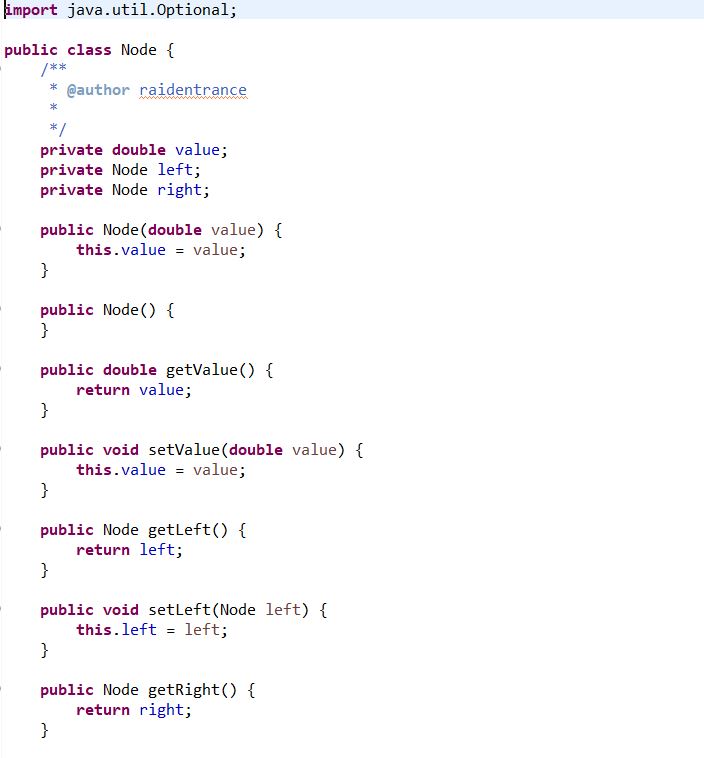 import java.util.Optional;
public class Node {
/**
* @author raidentrance
*
*/
private double value;
private Node left;
private Node right;
public Node(double value) {
this.value = value;
}
public Node() {
}
public double getValue() {
return value;
}
public void setValue(double value) {
this.value = value;
}
public Node getLeft() {
return left;
}
public void setLeft(Node left) {
this.left = left;
}
public Node getRight() {
return right;
}